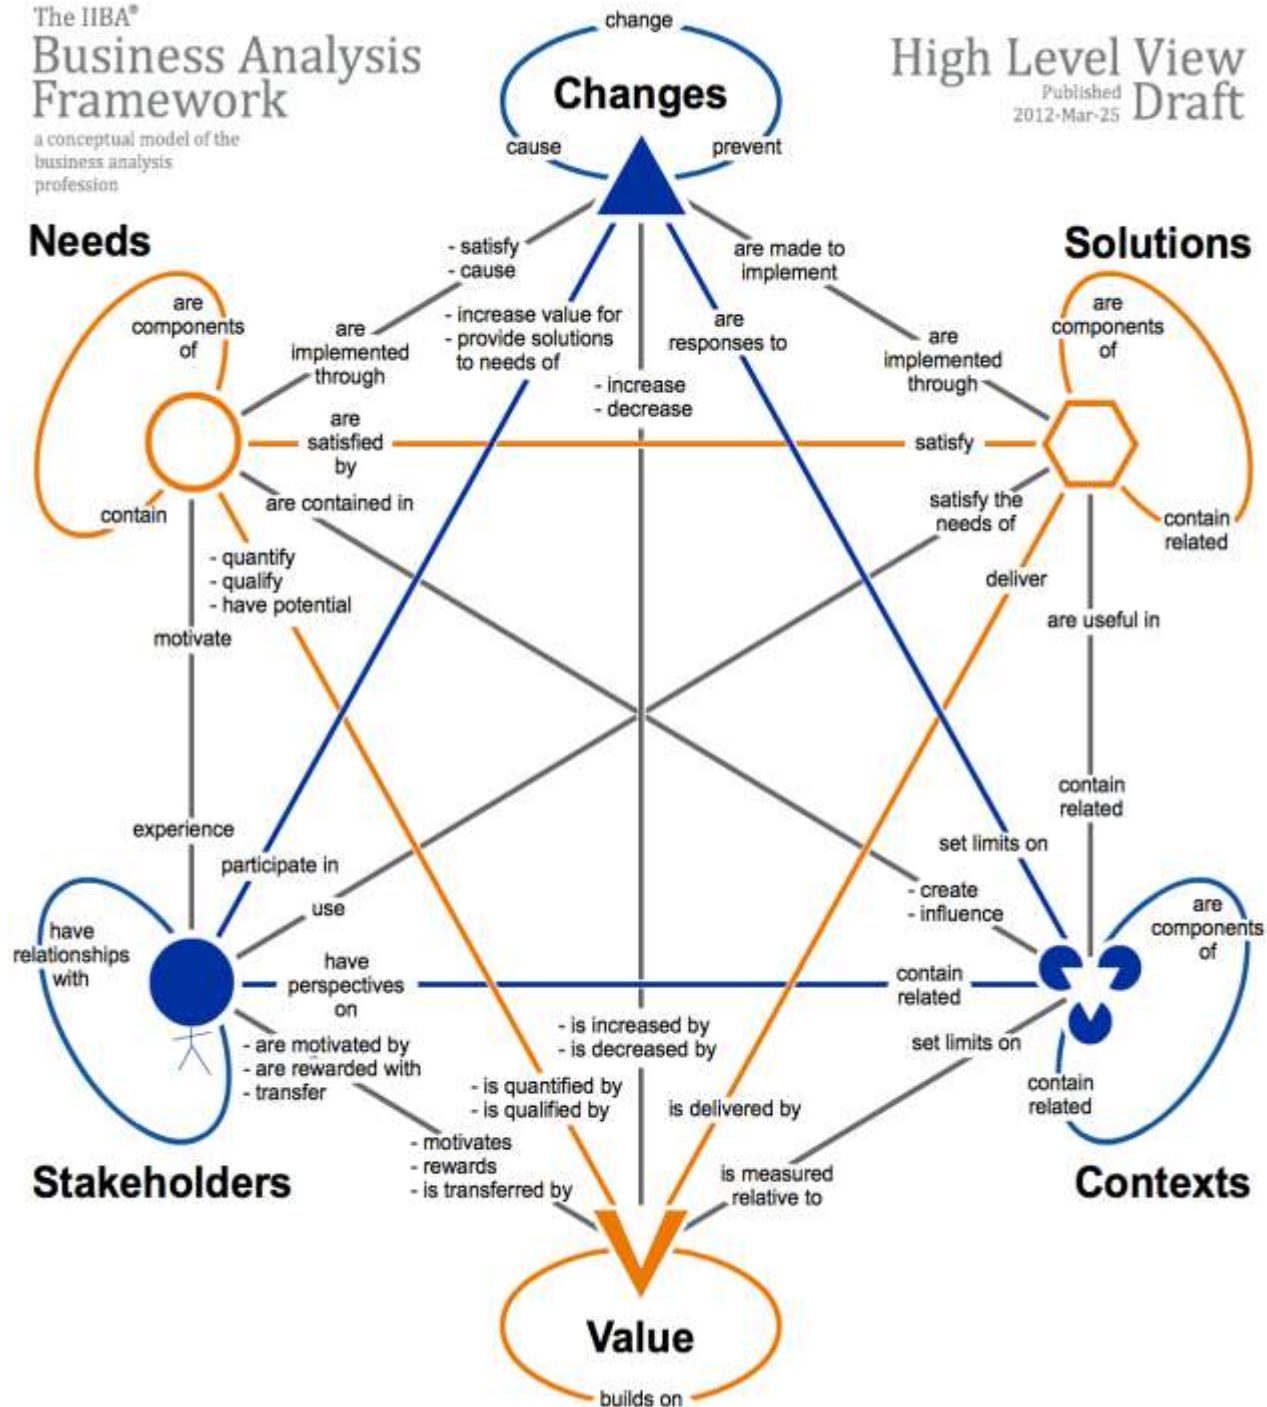 The IIBA®
Business Analysis
Framework
a conceptual model of the
business analysis
profession
High Level View
Published
2012-Mar-25
Draft
change
Changes
cause
prevent
Needs
Solutions
- satisfy
- cause
are made to
implement
are
components
of
are
components
of
- increase value for
- provide solutions
to needs of
are
responses to
are
implemented
through
are
implemented
through
- increase
- decrease
are
satisfied
by
satisfy
contain
are contained in
satisfy the
needs of
contain
related
- quantify
- qualify
- have potential
deliver
motivate
are useful in
contain
related
experience
participate in
set limits on
use
- create
- influence
are
components
of
have
relationships
with
have
perspectives
on
contain
related
- is increased by
- is decreased by
set limits on
- are motivated by
- are rewarded with
- transfer
- is quantified by
- is qualified by
is delivered by
contain
related
- motivates
- rewards
- is transferred by
is measured
relative to
Stakeholders
Contexts
Value
builds on